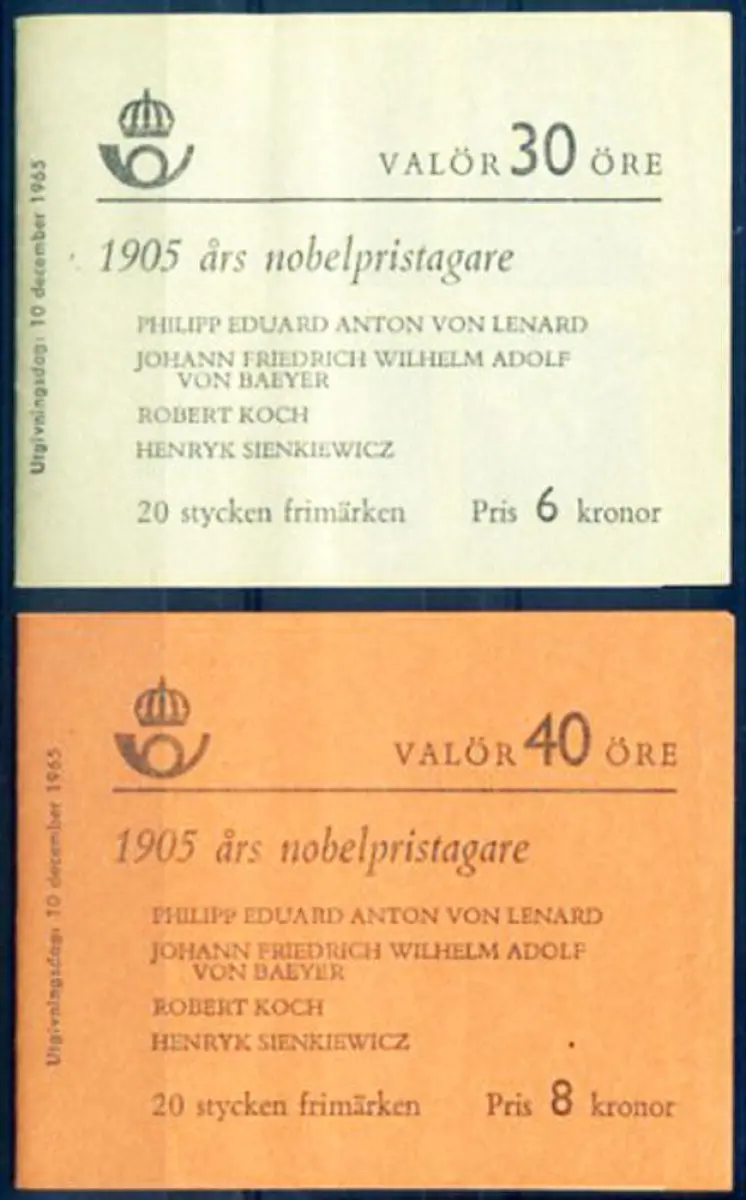 VALÖR 30 ÖRE
1905 års nobelpristagare
PHILIPP EDUARD ANTON VON LENARD
JOHANN FRIEDRICH WILHELM ADOLF
VON BAEYER
ROBERT KOCH
HENRYK SIENKIEWICZ
20 stycken frimärken Pris 6 kronor
Utgivningsdag: 10 december 1965
VALÖR 40 ÖRE
1905 års nobelpristagare
PHILIPP EDUARD ANTON VON LENARD
JOHANN FRIEDRICH WILHELM ADOLF
VON BAEYER
ROBERT KOCH
HENRYK SIENKIEWICZ
20 stycken frimärken Pris 8 kronor
Utgivningsdag: 10 december 1965